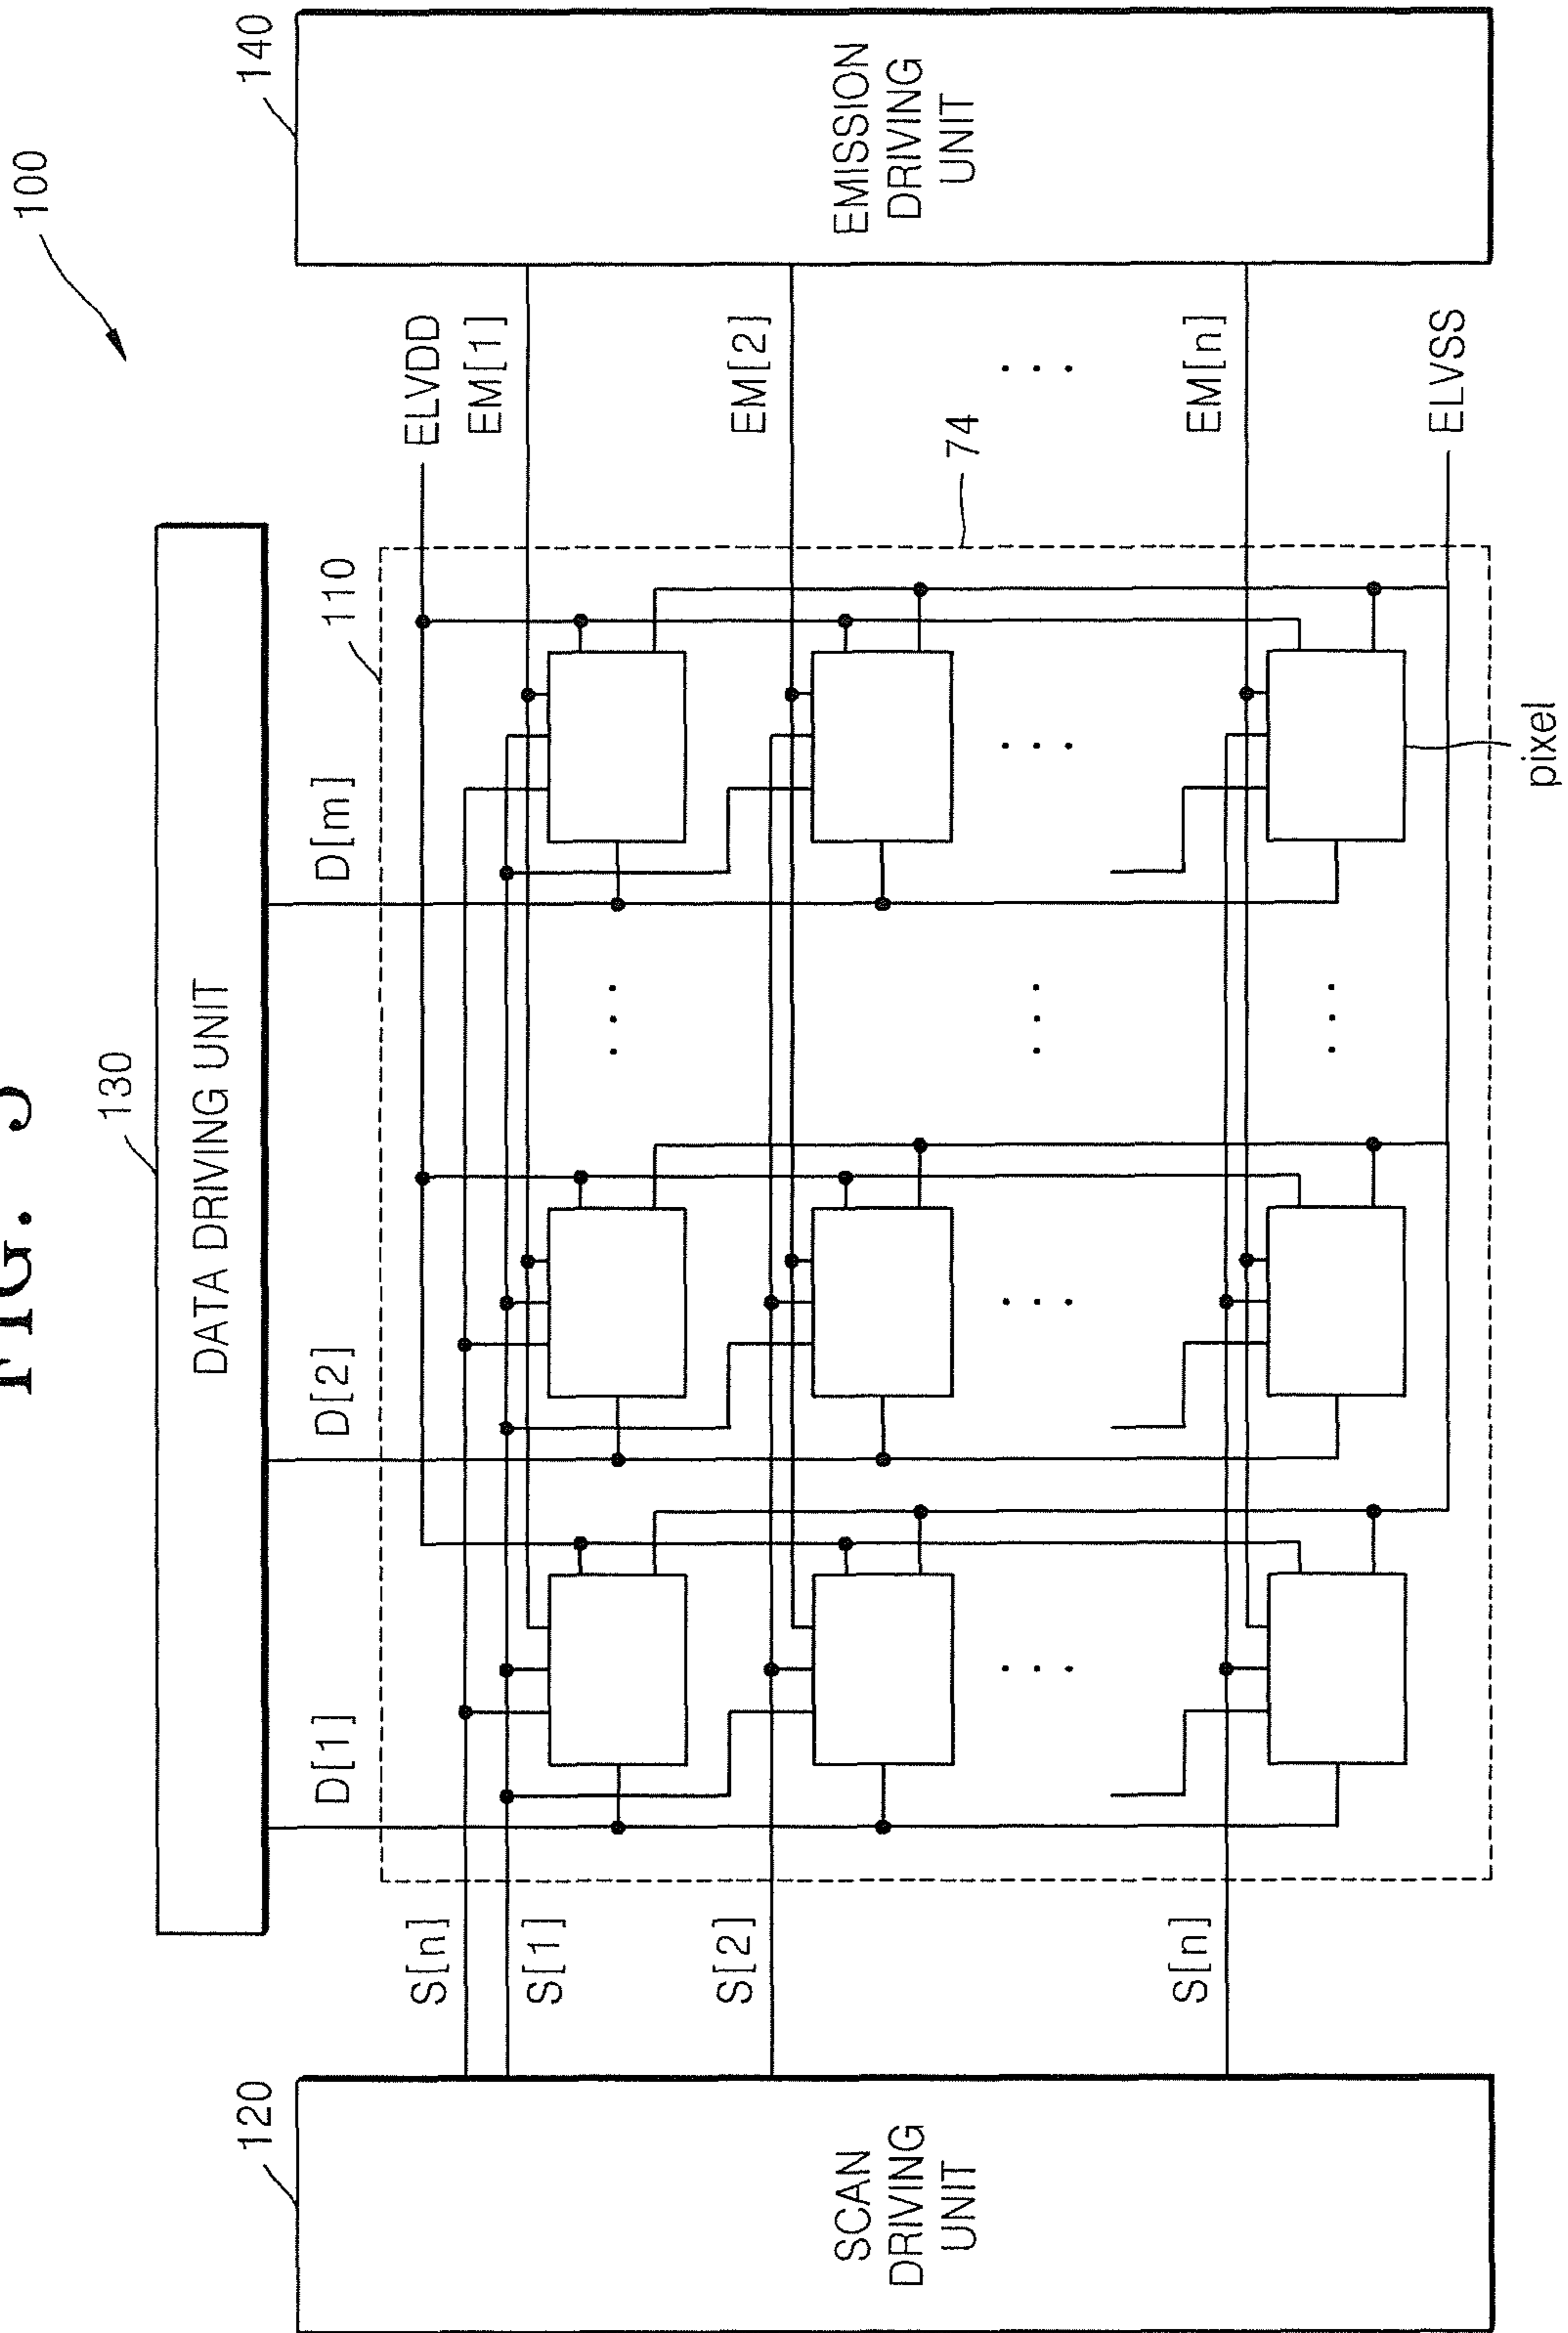 FIG. 5
100
130
DATA DRIVING UNIT
120
SCAN
DRIVING
UNIT
140
EMISSION
DRIVING
UNIT
110
D[1]
D[2]
D[m]
ELVDD
S[n]
EM[1]
S[1]
S[2]
EM[2]
74
S[n]
EM[n]
ELVSS
pixel